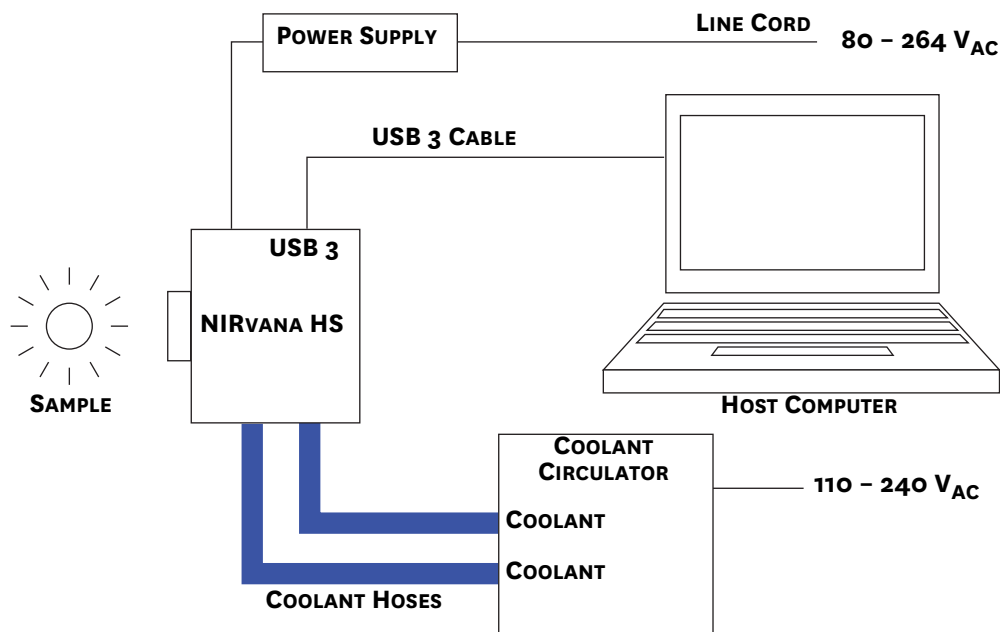 POWER SUPPLY
LINE CORD
80 – 264 VAC
USB 3 CABLE
USB 3
NIRVANA HS
SAMPLE
HOST COMPUTER
COOLANT
CIRCULATOR
110 – 240 VAC
COOLANT
COOLANT
COOLANT HOSES